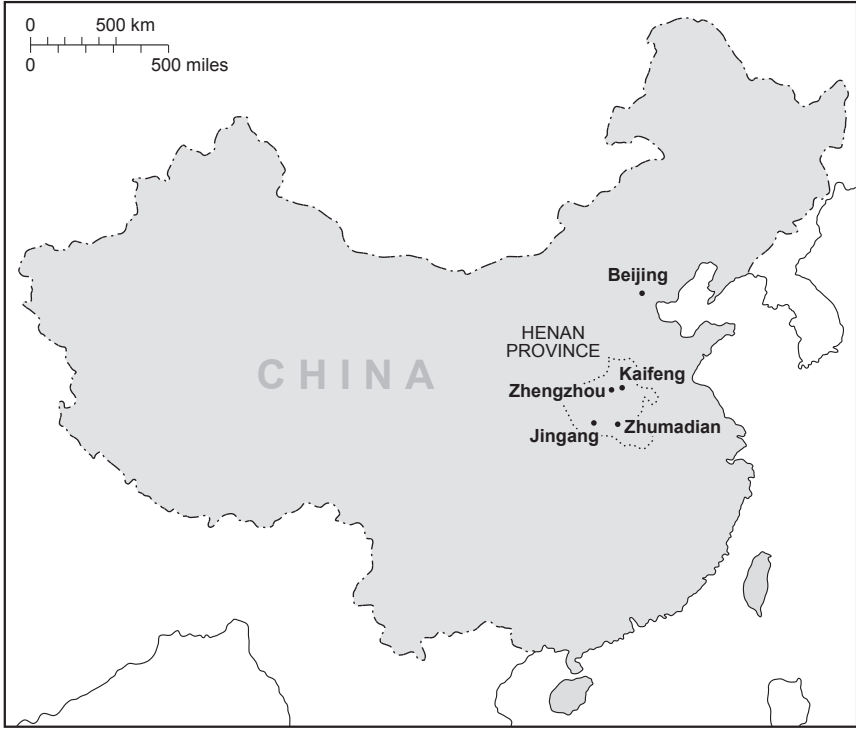 0 500 km
0 500 miles
Beijing
HENAN
PROVINCE
CHINA
Kaifeng
Zhengzhou
Jingang
Zhumadian